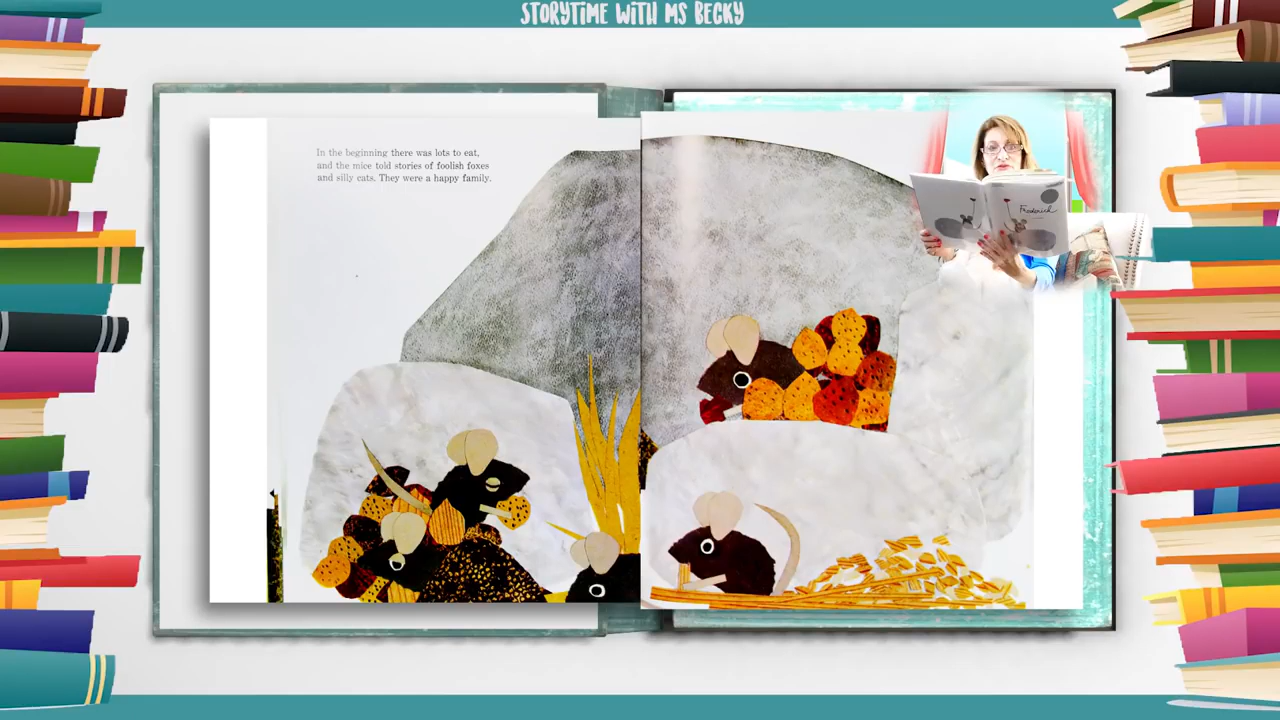 STORYTIME WITH MS BECKY
In the beginning there was lots to eat,
and the mice told stories of foolish foxes
and silly cats. They were a happy family.
Frederick